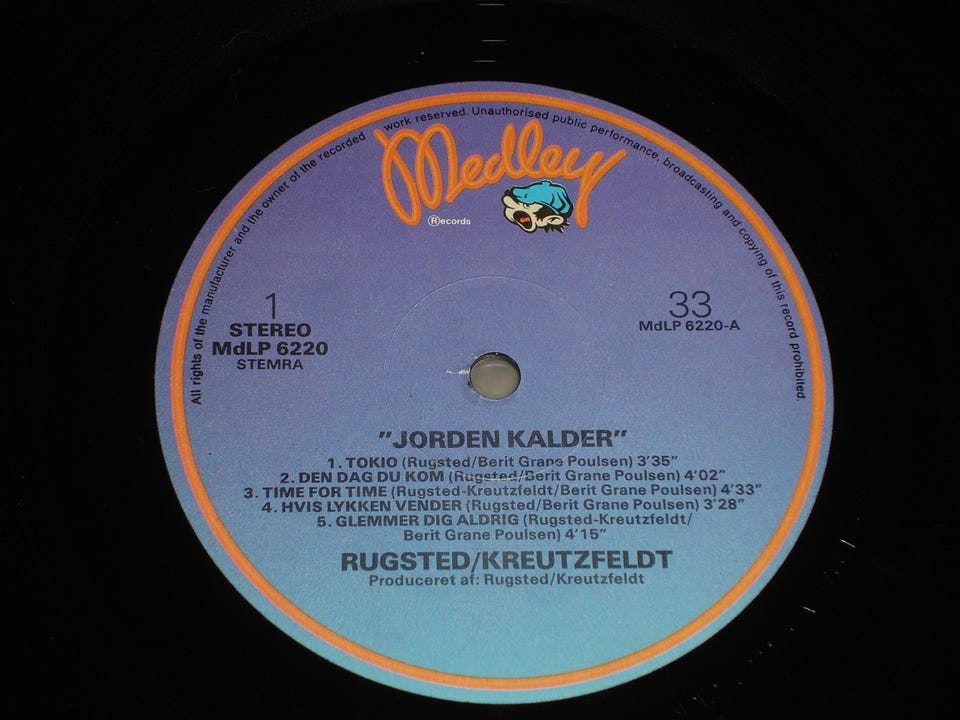 All rights of the manufacturer and the owner of the recorded work reserved. Unauthorised public performance, broadcasting and copying of this record prohibited.
Medley
Ⓡecords
1
STEREO
MdLP 6220
STEMRA
33
MdLP 6220-A
"JORDEN KALDER"
1. TOKIO (Rugsted/Berit Grane Poulsen) 3'35"
2. DEN DAG DU KOM (Rugsted/Berit Grane Poulsen) 4'02"
3. TIME FOR TIME (Rugsted-Kreutzfeldt/Berit Grane Poulsen) 4'33"
4. HVIS LYKKEN VENDER (Rugsted/Berit Grane Poulsen) 3'28"
5. GLEMMER DIG ALDRIG (Rugsted-Kreutzfeldt/
Berit Grane Poulsen) 4'15"
RUGSTED/KREUTZFELDT
Produceret af: Rugsted/Kreutzfeldt